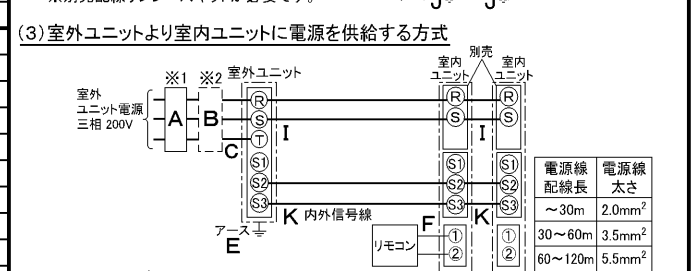 (3)室外ユニットより室内ユニットに電源を供給する方式
※1 ※2 室外ユニット
室内ユニット
別売
室内ユニット
室外
ユニット電源
三相 200V
A
B
C
R
S
T
S1
S2
S3
I
K 内外信号線
アース
E
R
S
S1
S2
S3
F
リモコン
①
②
I
K
R
S
S1
S2
S3
①
②
電源線配線長 電源線太さ
～30m 2.0mm²
30～60m 3.5mm²
60～120m 5.5mm²